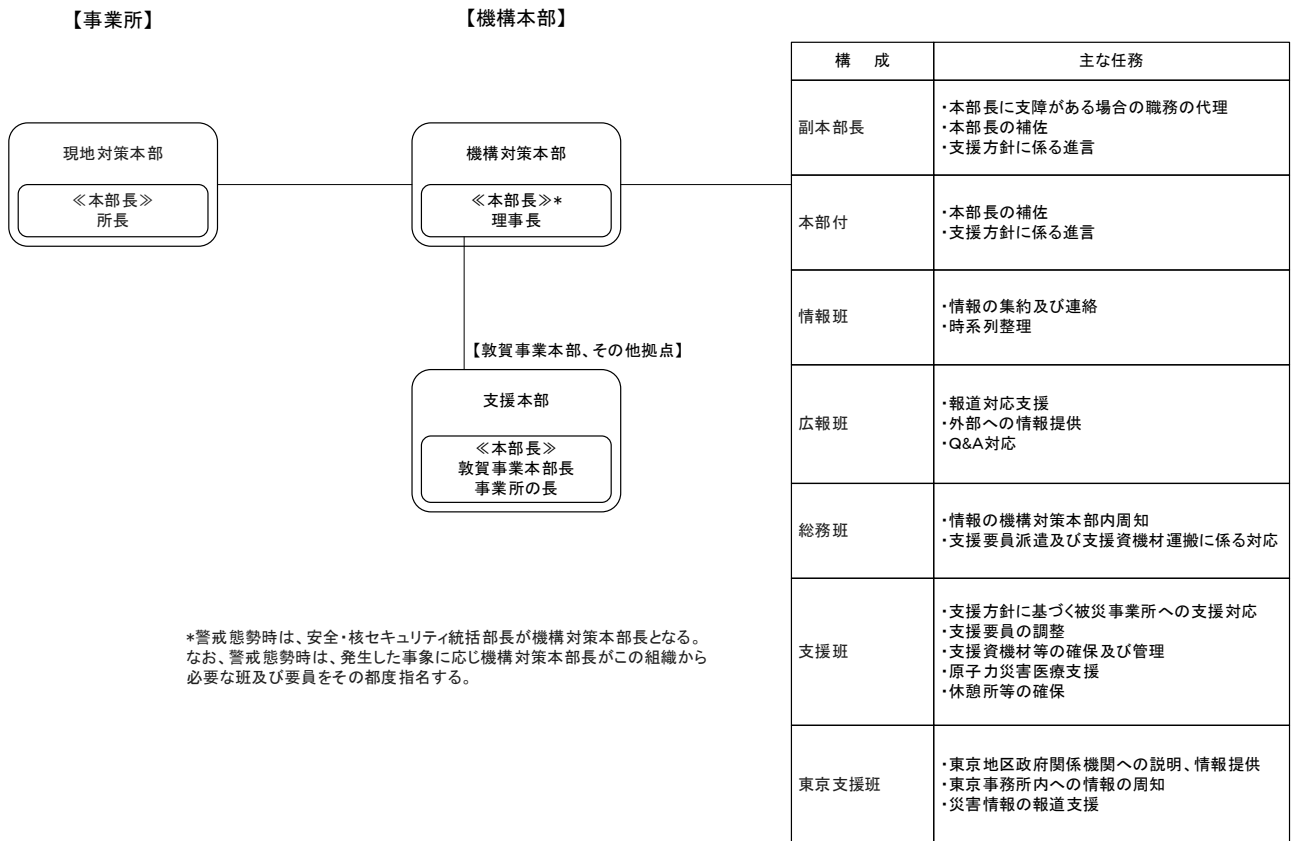 【事業所】
【機構本部】
現地対策本部
≪本部長≫
所長
機構対策本部
≪本部長≫*
理事長
【敦賀事業本部、その他拠点】
支援本部
≪本部長≫
敦賀事業本部長
事業所の長
*警戒態勢時は、安全・核セキュリティ統括部長が機構対策本部長となる。
なお、警戒態勢時は、発生した事象に応じ機構対策本部長がこの組織から
必要な班及び要員をその都度指名する。
構 成
主な任務
副本部長
・本部長に支障がある場合の職務の代理
・本部長の補佐
・支援方針に係る進言
本部付
・本部長の補佐
・支援方針に係る進言
情報班
・情報の集約及び連絡
・時系列整理
広報班
・報道対応支援
・外部への情報提供
・Q&A対応
総務班
・情報の機構対策本部内周知
・支援要員派遣及び支援資機材運搬に係る対応
支援班
・支援方針に基づく被災事業所への支援対応
・支援要員の調整
・支援資機材等の確保及び管理
・原子力災害医療支援
・休憩所等の確保
東京支援班
・東京地区政府関係機関への説明、情報提供
・東京事務所内への情報の周知
・災害情報の報道支援